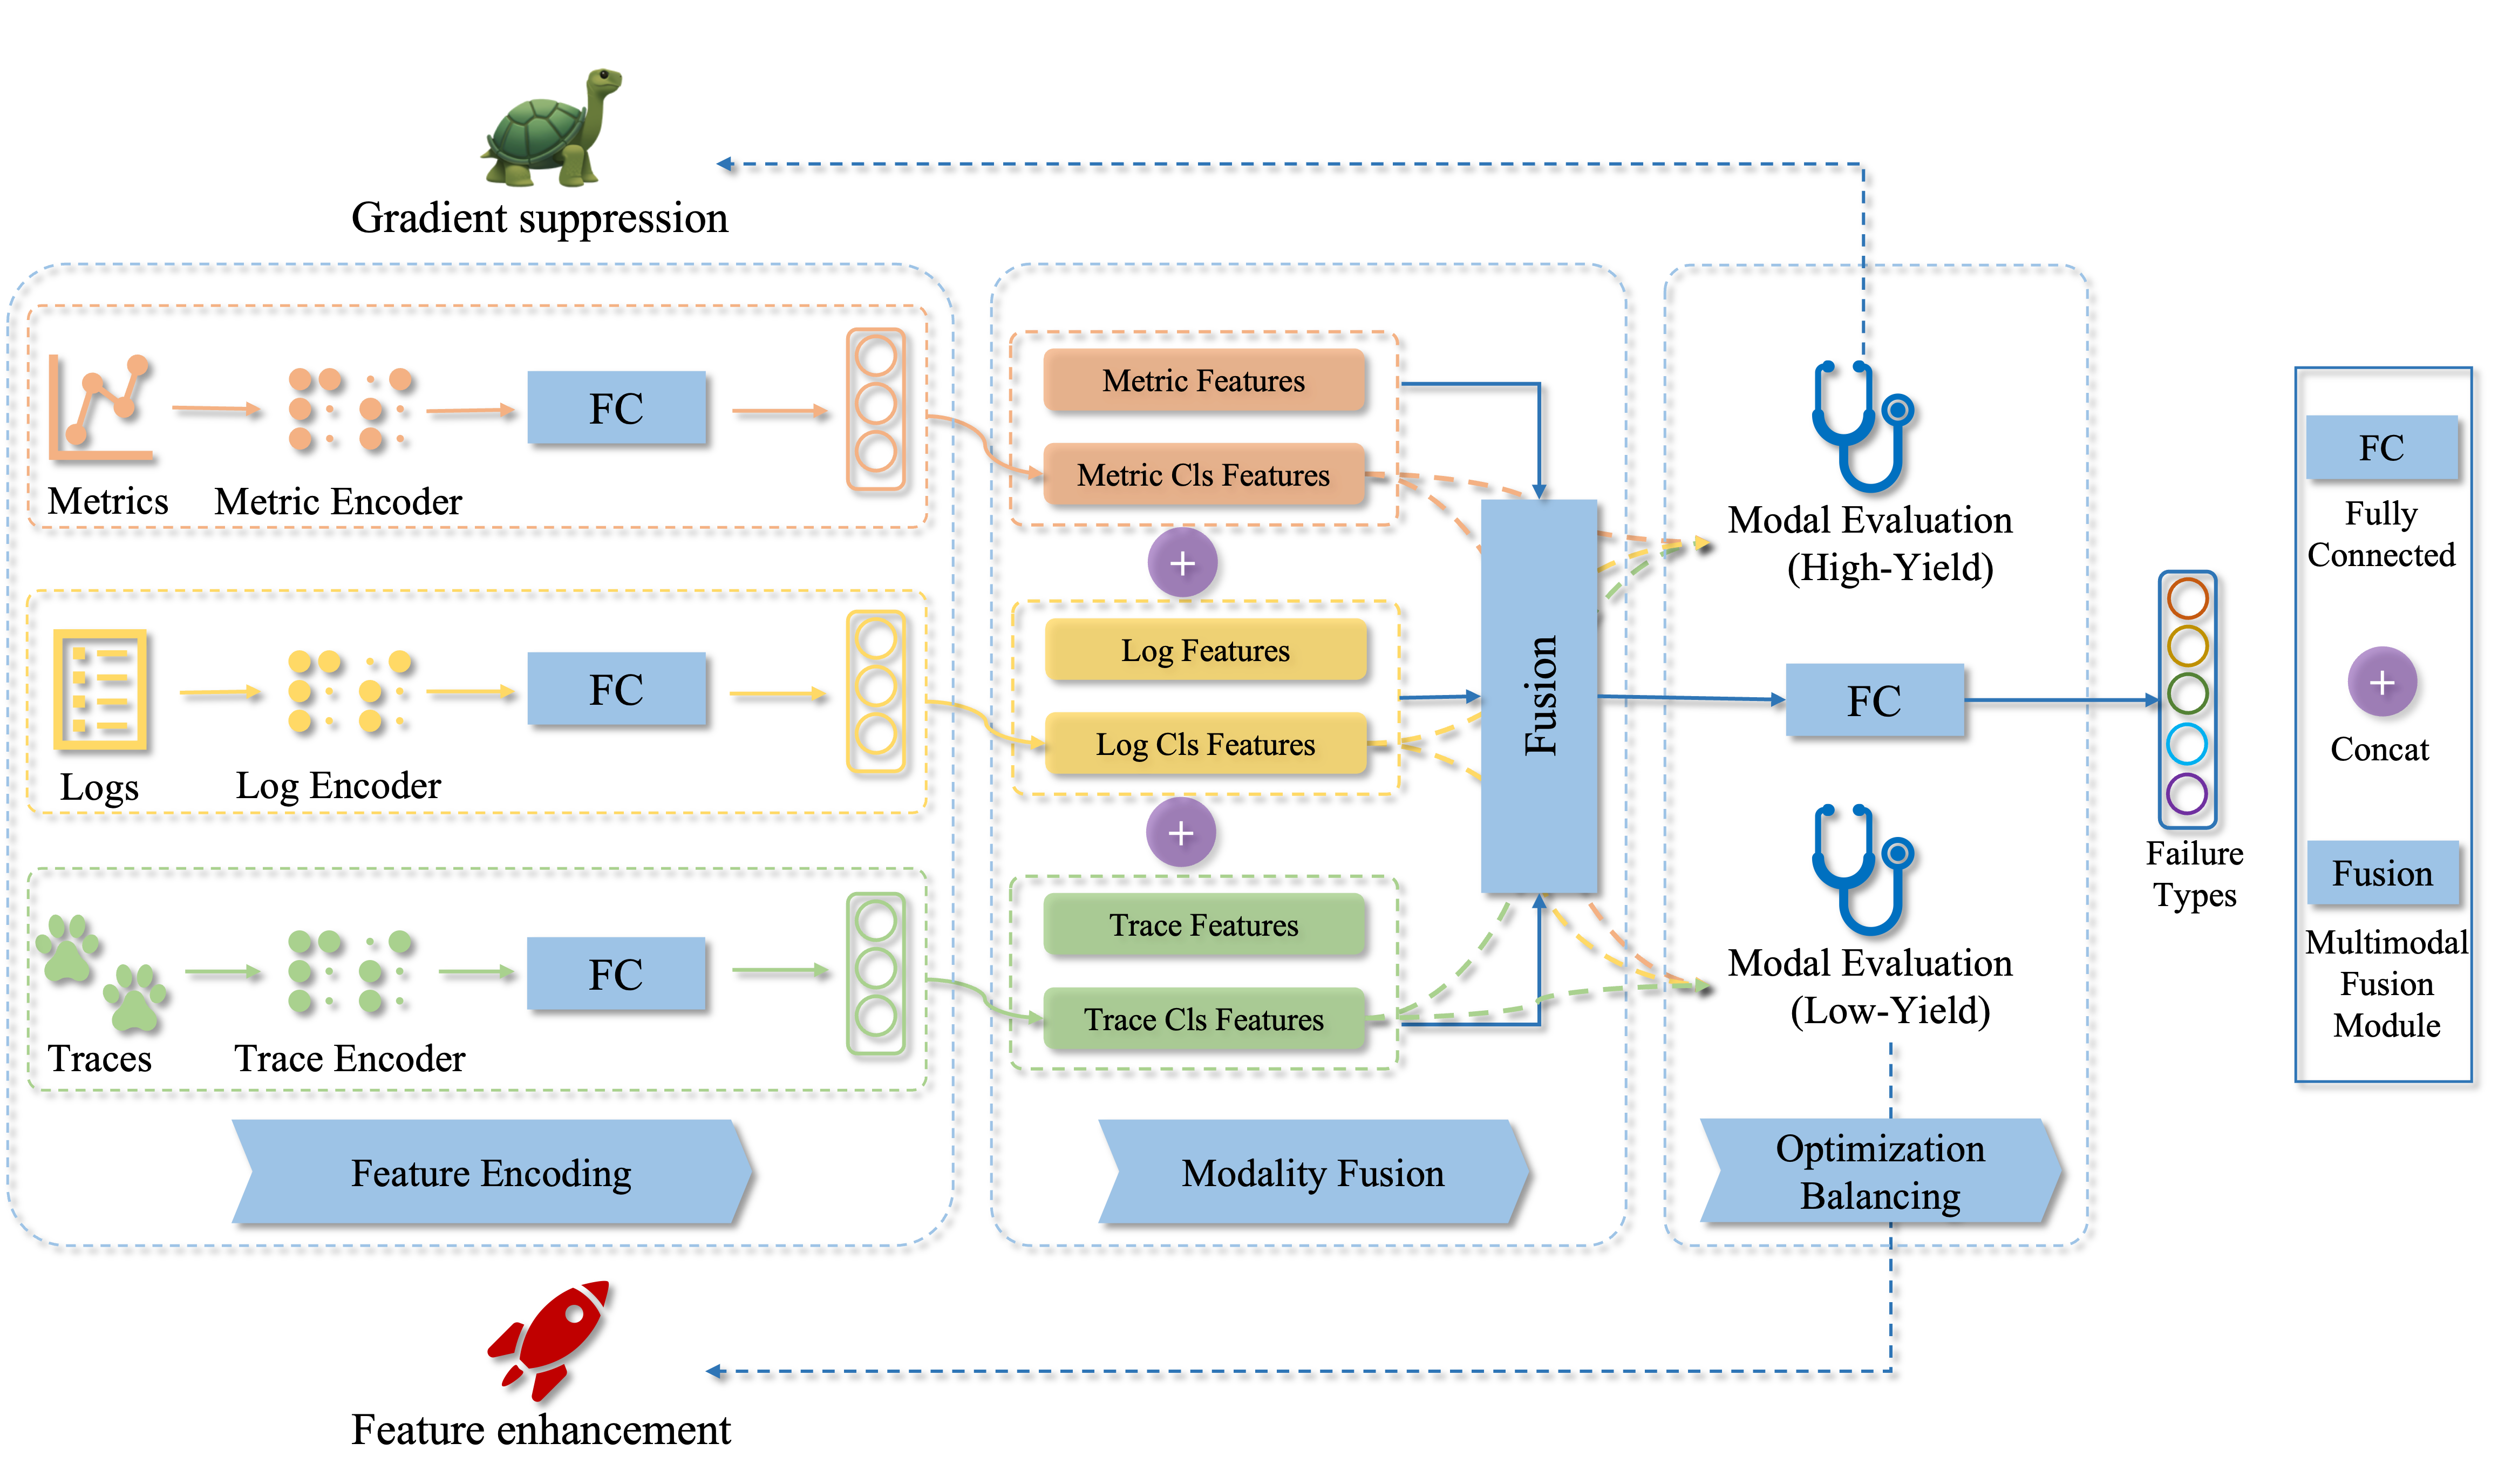 Gradient suppression
Metrics
Metric Encoder
FC
Logs
Log Encoder
FC
Traces
Trace Encoder
FC
Feature Encoding
Metric Features
Metric Cls Features
+
Log Features
Log Cls Features
+
Trace Features
Trace Cls Features
Fusion
Modality Fusion
Modal Evaluation
(High-Yield)
FC
Modal Evaluation
(Low-Yield)
Optimization
Balancing
Failure
Types
FC
Fully
Connected
+
Concat
Fusion
Multimodal
Fusion
Module
Feature enhancement